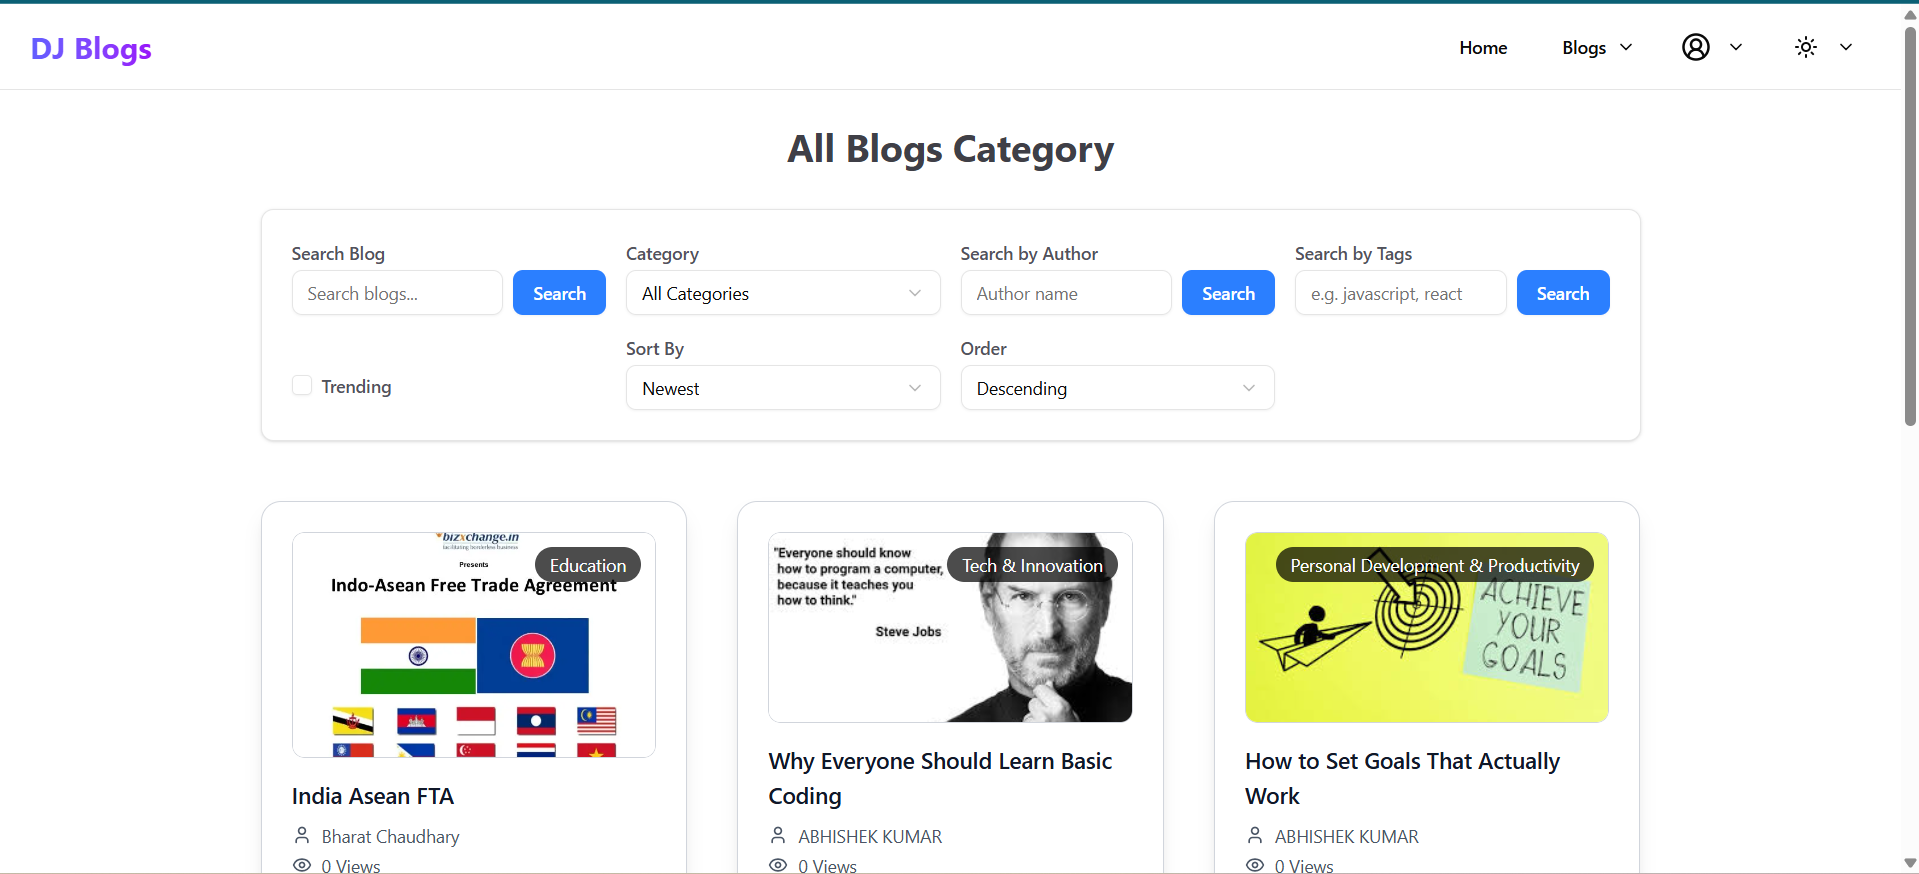 DJ Blogs
Home
Blogs
All Blogs Category
Search Blog
Search blogs...
Search
Category
All Categories
Search by Author
Author name
Search
Search by Tags
e.g. javascript, react
Search
Trending
Sort By
Newest
Order
Descending
bizxchange.in
facilitating borderless business
Presents
Education
Indo-Asean Free Trade Agreement
India Asean FTA
Bharat Chaudhary
0 Views
"Everyone should know
how to program a computer,
because it teaches you
how to think."
Steve Jobs
Tech & Innovation
Why Everyone Should Learn Basic
Coding
ABHISHEK KUMAR
0 Views
Personal Development & Productivity
ACHIEVE
YOUR
GOALS
How to Set Goals That Actually
Work
ABHISHEK KUMAR
0 Views